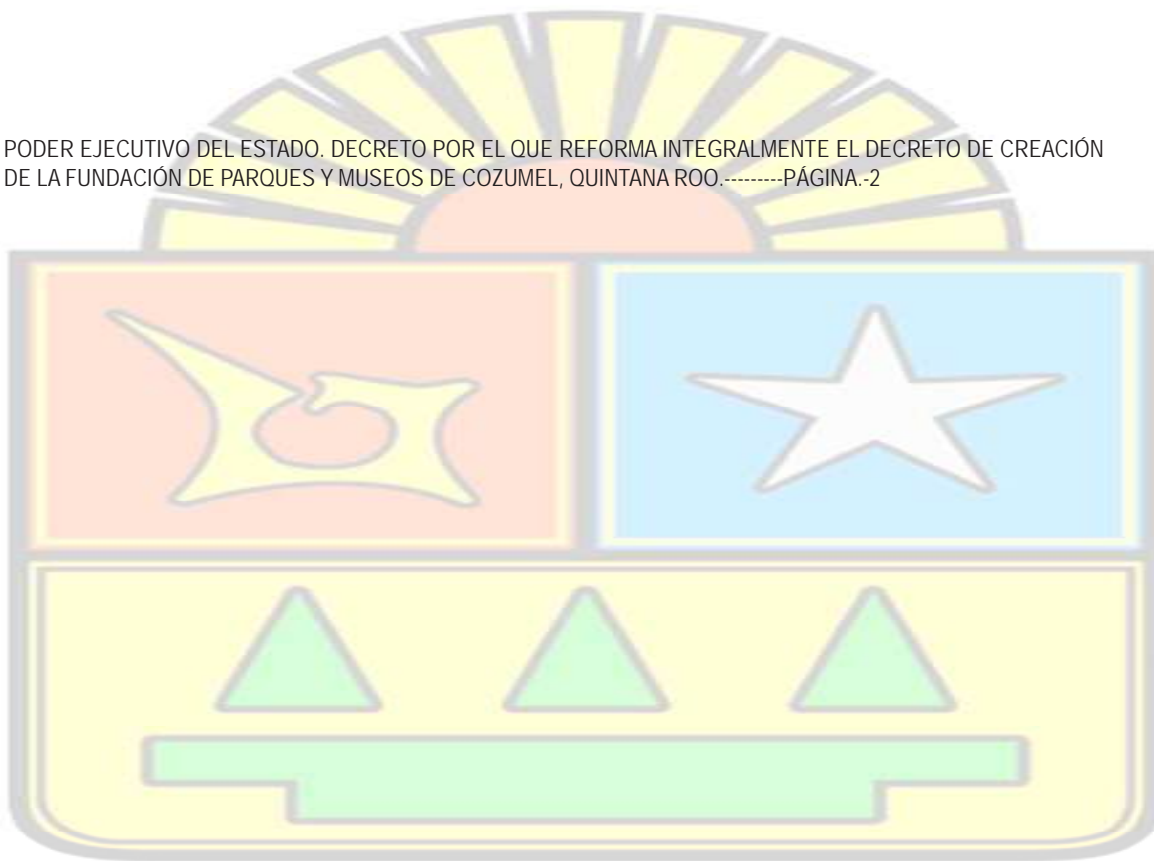 PODER EJECUTIVO DEL ESTADO. DECRETO POR EL QUE REFORMA INTEGRALMENTE EL DECRETO DE CREACIÓN
DE LA FUNDACIÓN DE PARQUES Y MUSEOS DE COZUMEL, QUINTANA ROO.---------PÁGINA.-2